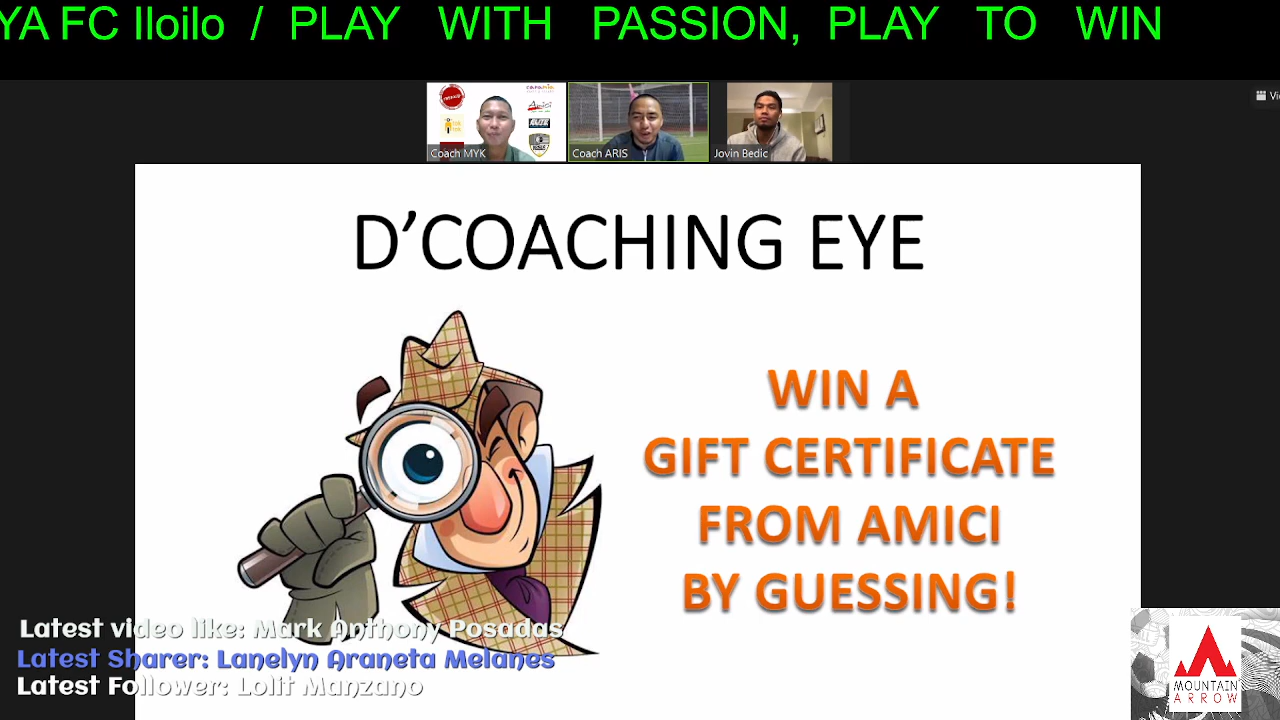 YA FC Iloilo / PLAY WITH PASSION, PLAY TO WIN
Coach MYK
Coach ARIS
Jovin Bedic
D'COACHING EYE
WIN A
GIFT CERTIFICATE
FROM AMICI
BY GUESSING!
Latest video like: Mark Anthony Posadas
Latest Sharer: Lanelyn Araneta Melanes
Latest Follower: Lolit Manzano
MOUNTAIN
ARROW